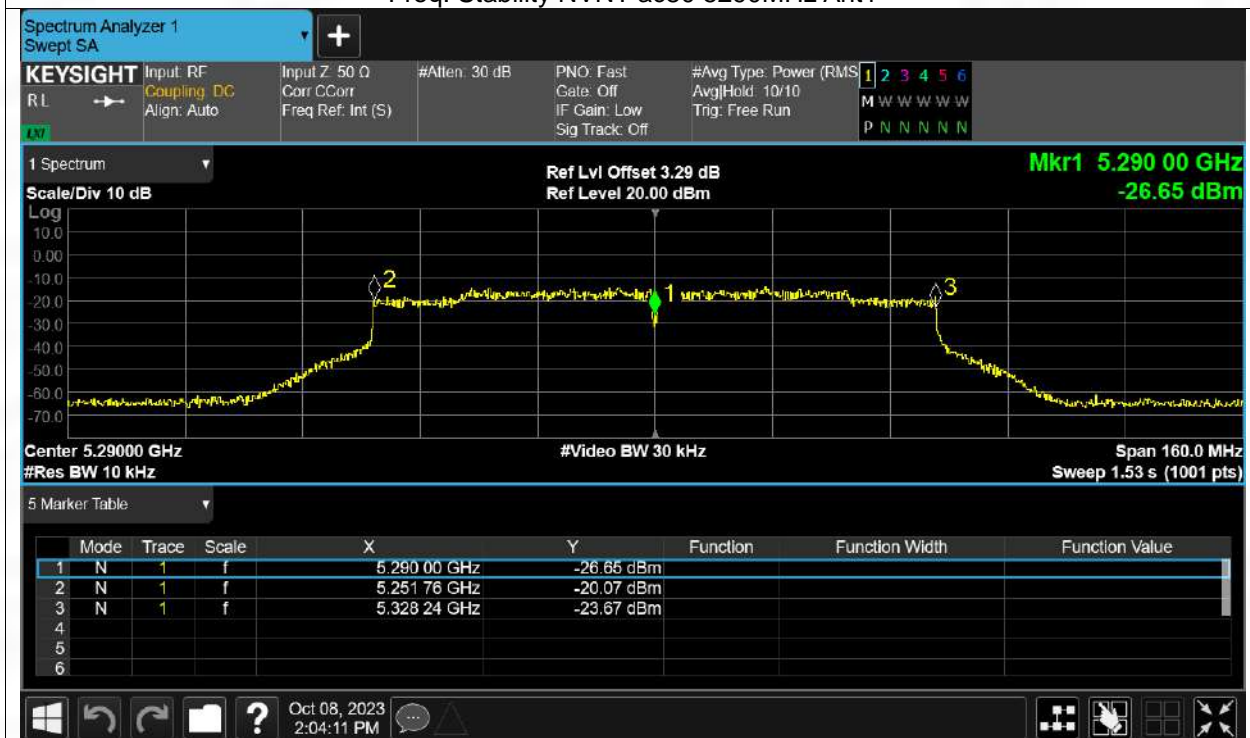 Spectrum Analyzer 1
Swept SA
+
KEYSIGHT Input: RF Input Z: 50 Ω #Atten: 30 dB PNO: Fast #Avg Type: Power (RMS 1 2 3 4 5 6
RL Coupling: DC Corr CCorr Gate: Off Avg|Hold: 10/10 M W W W W W
Align: Auto Freq Ref: Int (S) IF Gain: Low Trig: Free Run
LXI Sig Track: Off P N N N N N
1 Spectrum
Ref Lvl Offset 3.29 dB Mkr1 5.290 00 GHz
Scale/Div 10 dB Ref Level 20.00 dBm -26.65 dBm
Log
10.0
0.00
-10.0
2
-20.0
1
3
-30.0
-40.0
-50.0
-60.0
-70.0
Center 5.29000 GHz #Video BW 30 kHz Span 160.0 MHz
#Res BW 10 kHz Sweep 1.53 s (1001 pts)
5 Marker Table
Mode Trace Scale X Y Function Function Width Function Value
1 N 1 f 5.290 00 GHz -26.65 dBm
2 N 1 f 5.251 76 GHz -20.07 dBm
3 N 1 f 5.328 24 GHz -23.67 dBm
4
5
6
? Oct 08, 2023
2:04:11 PM